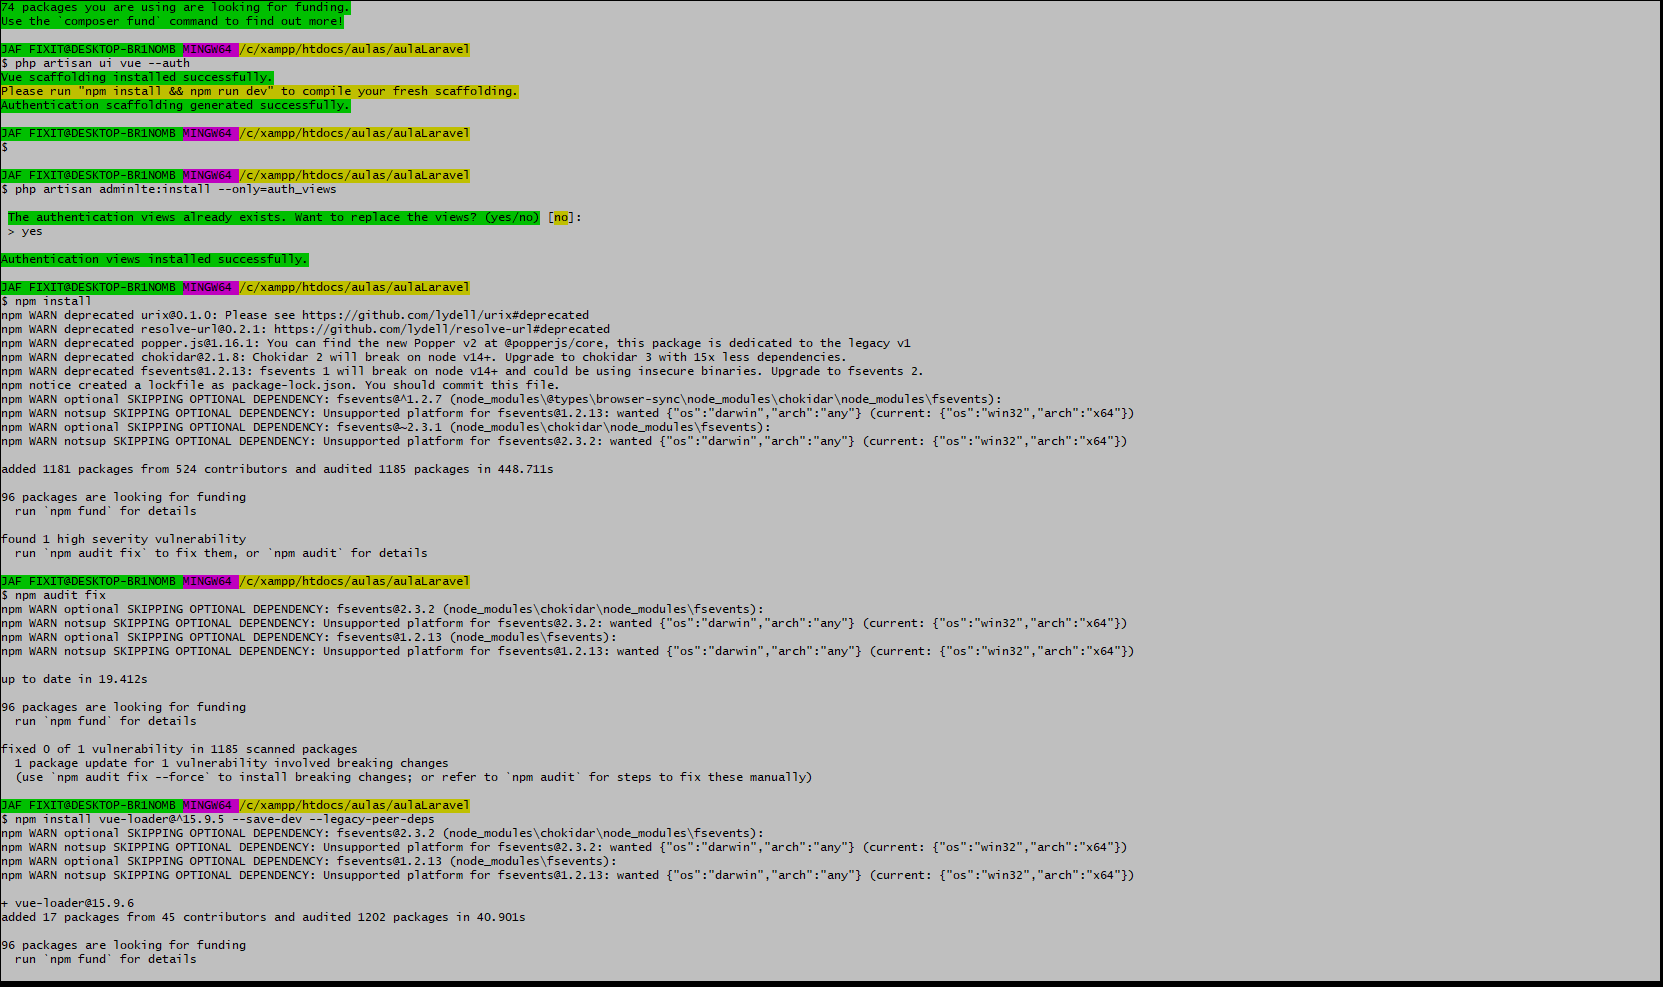 74 packages you are using are looking for funding.
Use the `composer fund` command to find out more!
JAF FIXIT@DESKTOP-BR1NOMB MINGW64 /c/xampp/htdocs/aulas/aulaLaravel
$ php artisan ui vue --auth
Vue scaffolding installed successfully.
Please run "npm install && npm run dev" to compile your fresh scaffolding.
Authentication scaffolding generated successfully.
JAF FIXIT@DESKTOP-BR1NOMB MINGW64 /c/xampp/htdocs/aulas/aulaLaravel
$
JAF FIXIT@DESKTOP-BR1NOMB MINGW64 /c/xampp/htdocs/aulas/aulaLaravel
$ php artisan adminlte:install --only=auth_views
The authentication views already exists. Want to replace the views? (yes/no) [no]:
> yes
Authentication views installed successfully.
JAF FIXIT@DESKTOP-BR1NOMB MINGW64 /c/xampp/htdocs/aulas/aulaLaravel
$ npm install
npm WARN deprecated urix@0.1.0: Please see https://github.com/lydell/urix#deprecated
npm WARN deprecated resolve-url@0.2.1: https://github.com/lydell/resolve-url#deprecated
npm WARN deprecated popper.js@1.16.1: You can find the new Popper v2 at @popperjs/core, this package is dedicated to the legacy v1
npm WARN deprecated chokidar@2.1.8: Chokidar 2 will break on node v14+. Upgrade to chokidar 3 with 15x less dependencies.
npm WARN deprecated fsevents@1.2.13: fsevents 1 will break on node v14+ and could be using insecure binaries. Upgrade to fsevents 2.
npm notice created a lockfile as package-lock.json. You should commit this file.
npm WARN optional SKIPPING OPTIONAL DEPENDENCY: fsevents@^1.2.7 (node_modules\@types\browser-sync\node_modules\chokidar\node_modules\fsevents):
npm WARN notsup SKIPPING OPTIONAL DEPENDENCY: Unsupported platform for fsevents@1.2.13: wanted {"os":"darwin","arch":"any"} (current: {"os":"win32","arch":"x64"})
npm WARN optional SKIPPING OPTIONAL DEPENDENCY: fsevents@~2.3.1 (node_modules\chokidar\node_modules\fsevents):
npm WARN notsup SKIPPING OPTIONAL DEPENDENCY: Unsupported platform for fsevents@2.3.2: wanted {"os":"darwin","arch":"any"} (current: {"os":"win32","arch":"x64"})
added 1181 packages from 524 contributors and audited 1185 packages in 448.711s
96 packages are looking for funding
run `npm fund` for details
found 1 high severity vulnerability
run `npm audit fix` to fix them, or `npm audit` for details
JAF FIXIT@DESKTOP-BR1NOMB MINGW64 /c/xampp/htdocs/aulas/aulaLaravel
$ npm audit fix
npm WARN optional SKIPPING OPTIONAL DEPENDENCY: fsevents@2.3.2 (node_modules\chokidar\node_modules\fsevents):
npm WARN notsup SKIPPING OPTIONAL DEPENDENCY: Unsupported platform for fsevents@2.3.2: wanted {"os":"darwin","arch":"any"} (current: {"os":"win32","arch":"x64"})
npm WARN optional SKIPPING OPTIONAL DEPENDENCY: fsevents@1.2.13 (node_modules\fsevents):
npm WARN notsup SKIPPING OPTIONAL DEPENDENCY: Unsupported platform for fsevents@1.2.13: wanted {"os":"darwin","arch":"any"} (current: {"os":"win32","arch":"x64"})
up to date in 19.412s
96 packages are looking for funding
run `npm fund` for details
fixed 0 of 1 vulnerability in 1185 scanned packages
1 package update for 1 vulnerability involved breaking changes
(use `npm audit fix --force` to install breaking changes; or refer to `npm audit` for steps to fix these manually)
JAF FIXIT@DESKTOP-BR1NOMB MINGW64 /c/xampp/htdocs/aulas/aulaLaravel
$ npm install vue-loader@^15.9.5 --save-dev --legacy-peer-deps
npm WARN optional SKIPPING OPTIONAL DEPENDENCY: fsevents@2.3.2 (node_modules\chokidar\node_modules\fsevents):
npm WARN notsup SKIPPING OPTIONAL DEPENDENCY: Unsupported platform for fsevents@2.3.2: wanted {"os":"darwin","arch":"any"} (current: {"os":"win32","arch":"x64"})
npm WARN optional SKIPPING OPTIONAL DEPENDENCY: fsevents@1.2.13 (node_modules\fsevents):
npm WARN notsup SKIPPING OPTIONAL DEPENDENCY: Unsupported platform for fsevents@1.2.13: wanted {"os":"darwin","arch":"any"} (current: {"os":"win32","arch":"x64"})
+ vue-loader@15.9.6
added 17 packages from 45 contributors and audited 1202 packages in 40.901s
96 packages are looking for funding
run `npm fund` for details